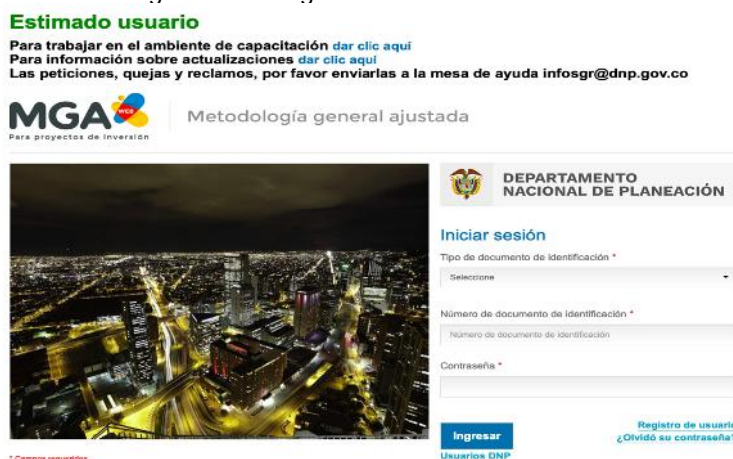 Estimado usuario
Para trabajar en el ambiente de capacitación dar clic aquí
Para información sobre actualizaciones dar clic aquí
Las peticiones, quejas y reclamos, por favor enviarlas a la mesa de ayuda infosgr@dnp.gov.co
MGA WEB
Para proyectos de Inversión
Metodología general ajustada
DEPARTAMENTO
NACIONAL DE PLANEACIÓN
Iniciar sesión
Tipo de documento de identificación *
Seleccione
Número de documento de identificación *
Número de documento de identificación
Contraseña *
Ingresar
Registro de usuario
¿Olvidó su contraseña?
Usuarios DNP
* Campos requeridos